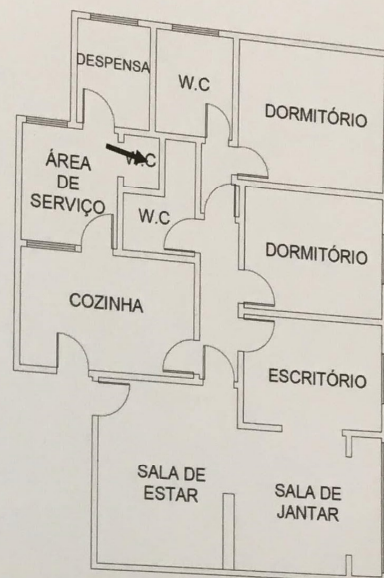 DESPENSA
W.C
DORMITÓRIO
W.C
ÁREA
DE
SERVIÇO
W.C
DORMITÓRIO
COZINHA
ESCRITÓRIO
SALA DE
ESTAR
SALA DE
JANTAR